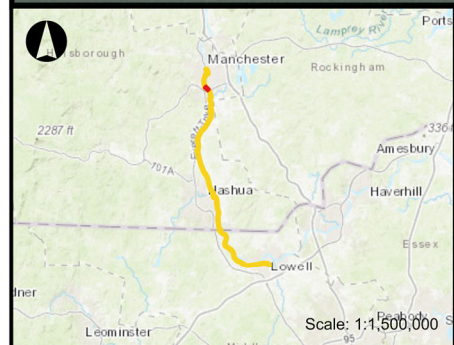 Lamprey River
Ports
Manchester
Rockingham
2287 ft
Amesbury
101A
Nashua
Haverhill
Essex
Lowell
dner
Scale: 1:1,500,000
Peabody
Leominster
95